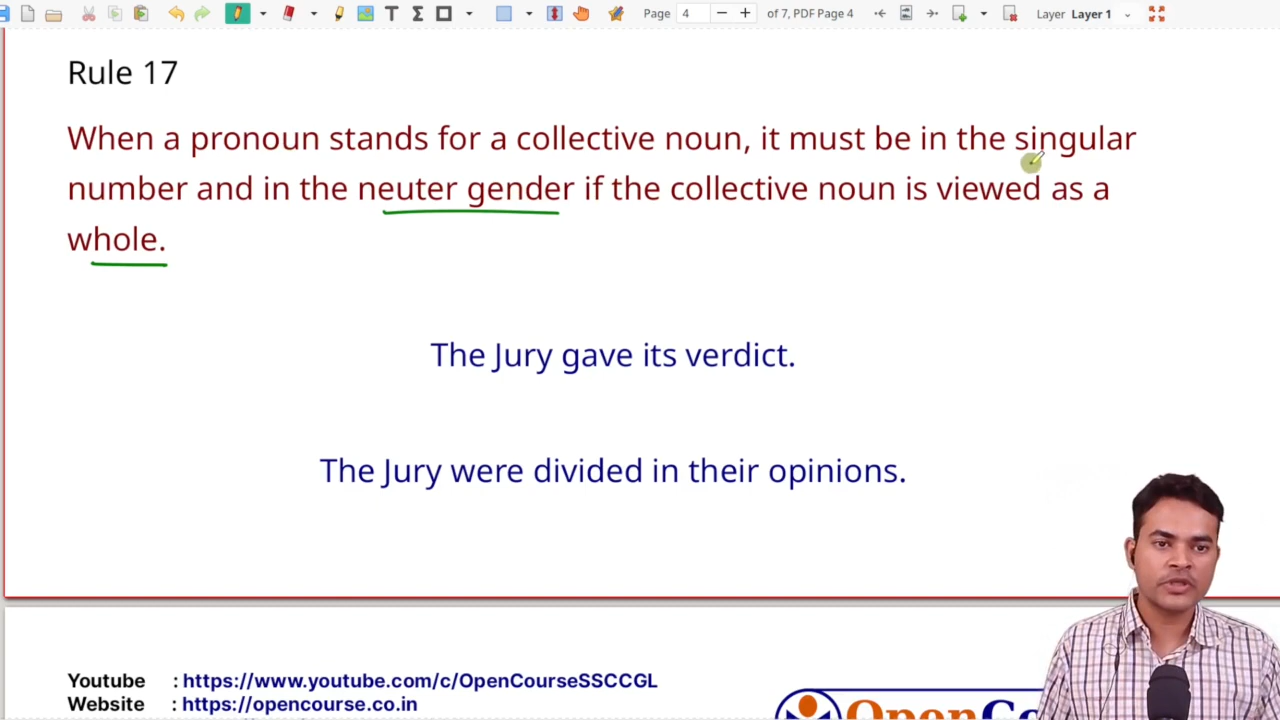 Page 4 of 7, PDF Page 4 Layer Layer 1
Rule 17
When a pronoun stands for a collective noun, it must be in the singular
number and in the neuter gender if the collective noun is viewed as a
whole.
The Jury gave its verdict.
The Jury were divided in their opinions.
Youtube : https://www.youtube.com/c/OpenCourseSSCCGL
Website : https://opencourse.co.in